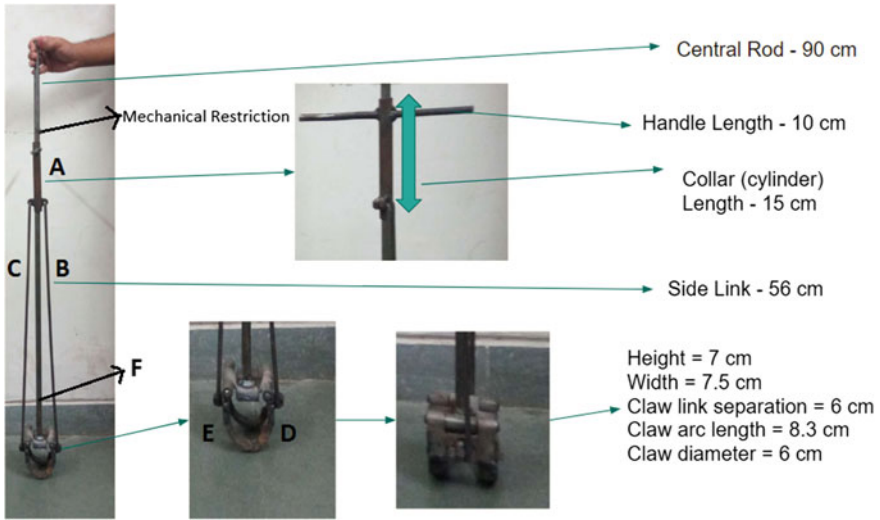 Central Rod - 90 cm
Mechanical Restriction
Handle Length - 10 cm
A
Collar (cylinder)
Length - 15 cm
C
B
Side Link - 56 cm
F
Height = 7 cm
Width = 7.5 cm
Claw link separation = 6 cm
Claw arc length = 8.3 cm
Claw diameter = 6 cm
E
D